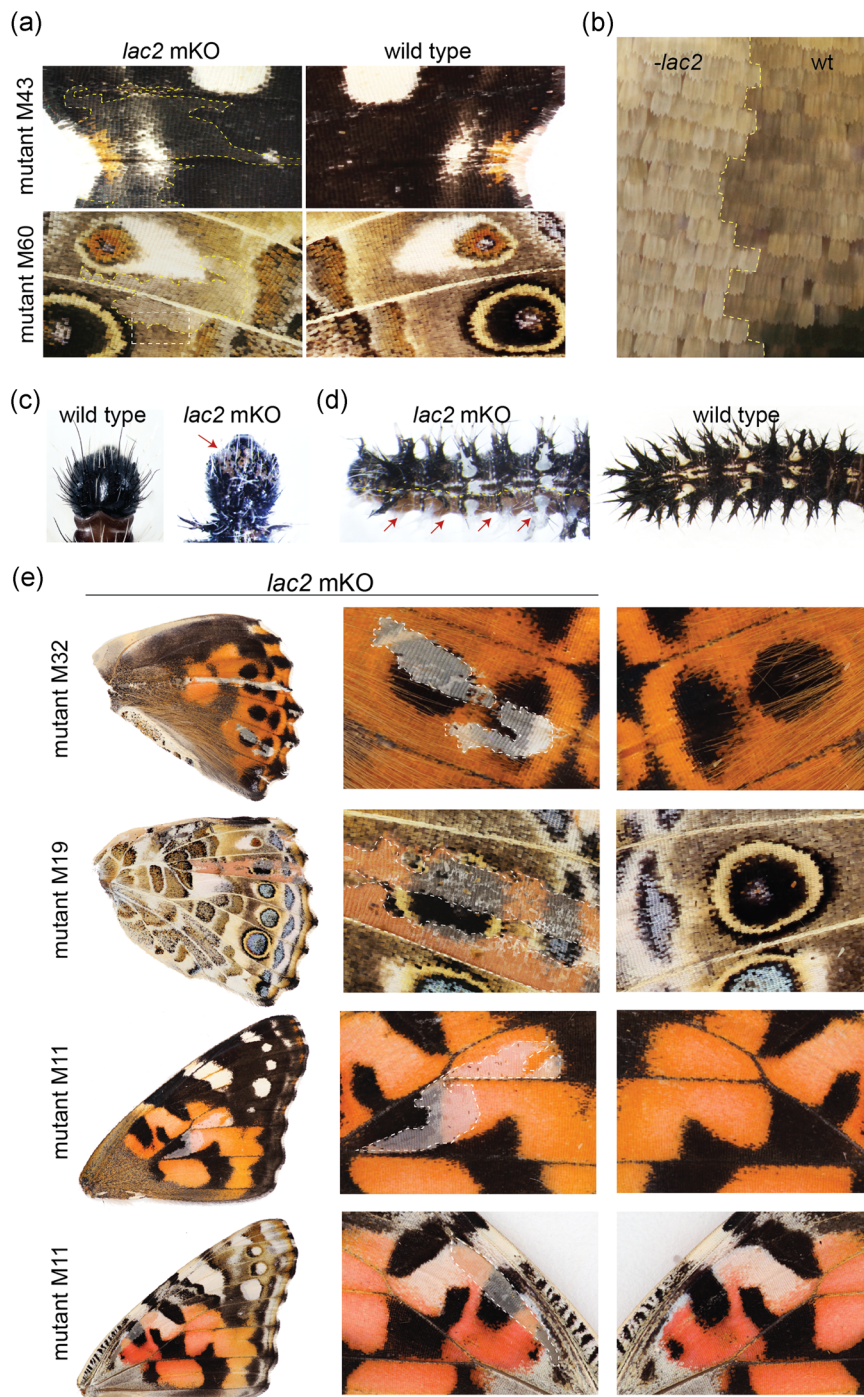 (a)
lac2 mKO
wild type
mutant M43
mutant M60
(b)
-lac2
wt
(c)
wild type
lac2 mKO
(d)
lac2 mKO
wild type
(e)
lac2 mKO
mutant M32
mutant M19
mutant M11
mutant M11